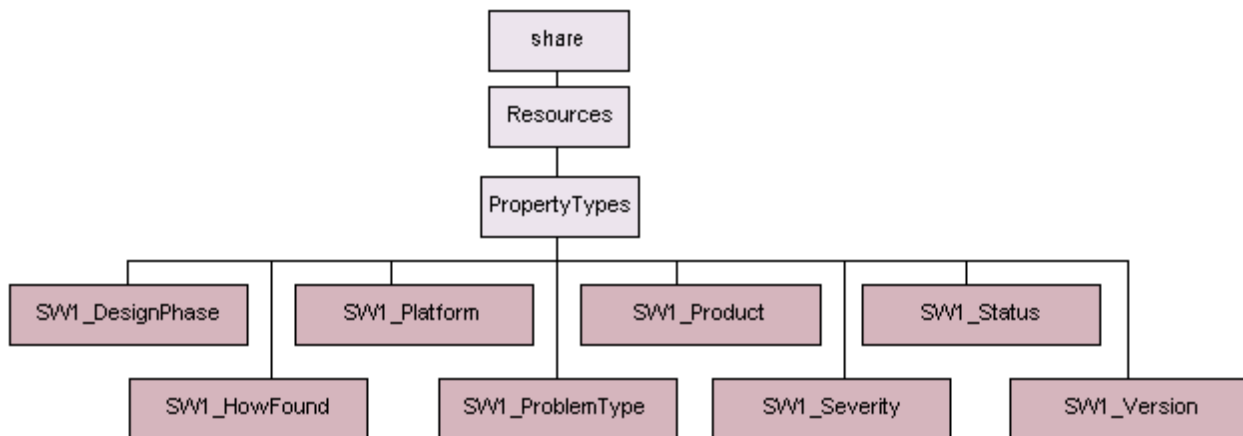 share
Resources
PropertyTypes
SW1_DesignPhase
SW1_Platform
SW1_Product
SW1_Status
SW1_HowFound
SW1_ProblemType
SW1_Severity
SW1_Version